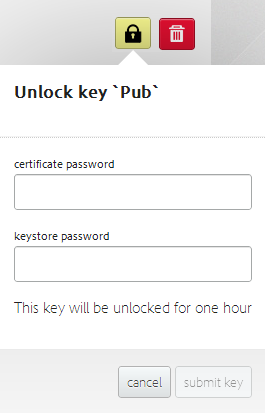 Unlock key `Pub`
certificate password
keystore password
This key will be unlocked for one hour
cancel
submit key